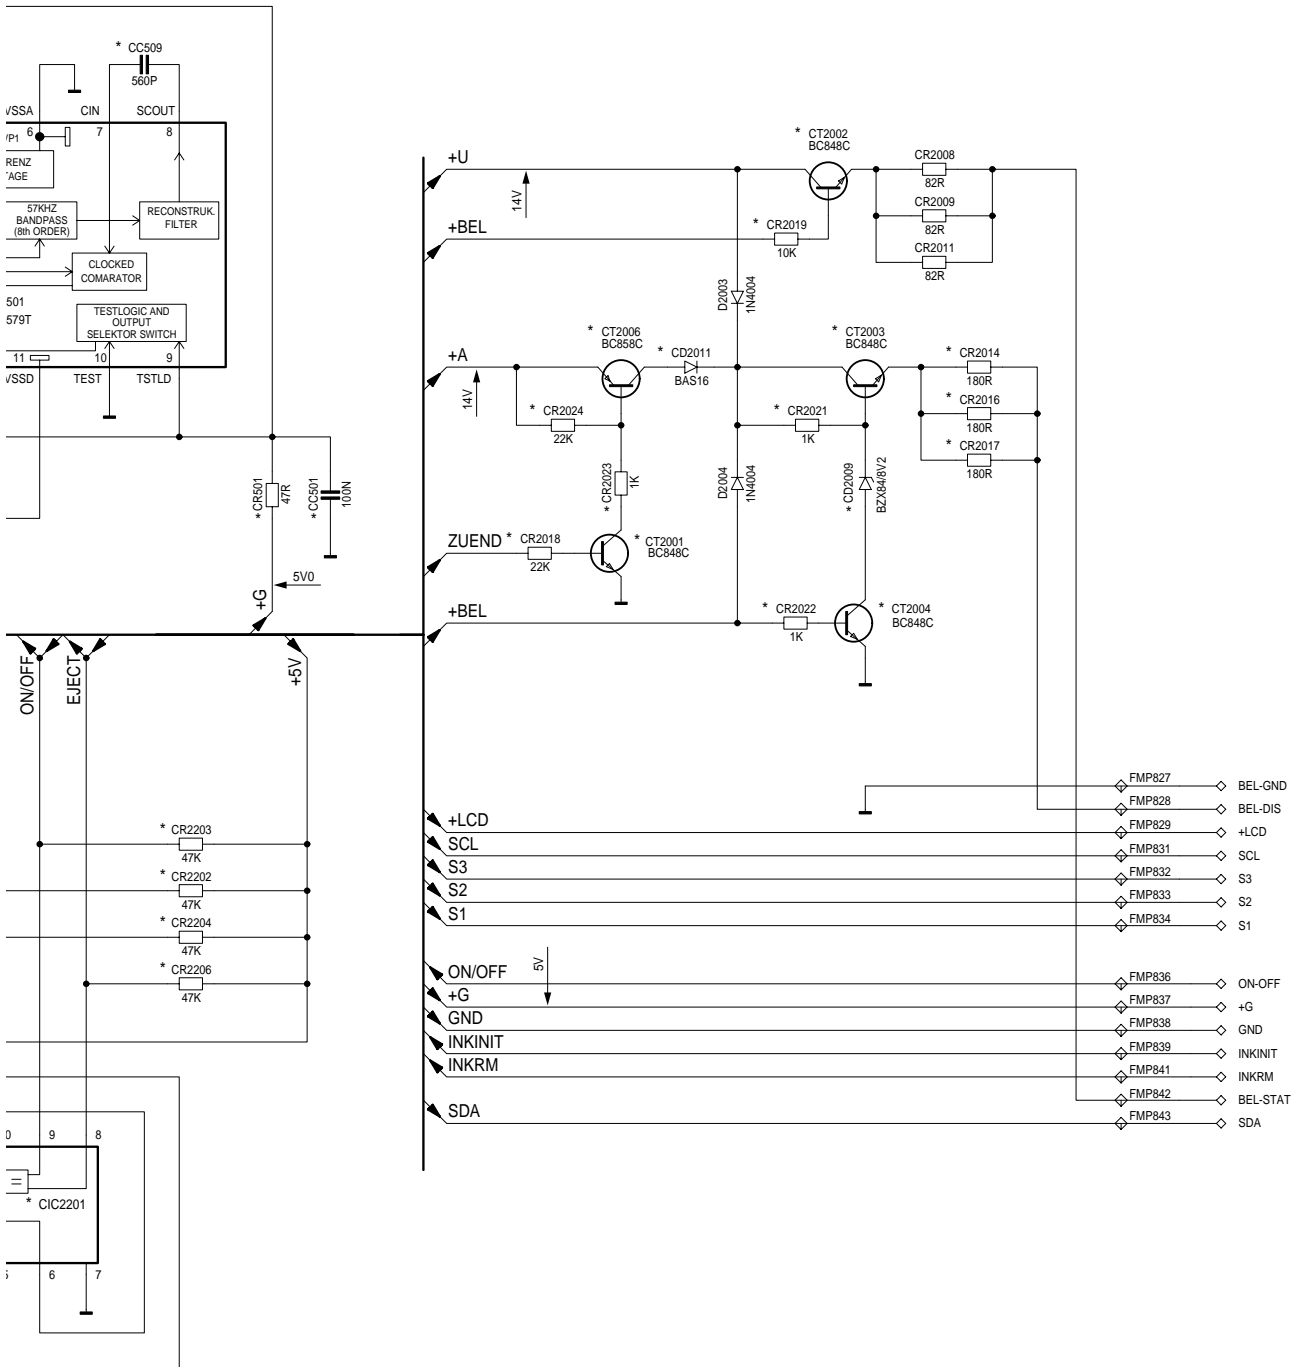 * CC509
560P
/SSA
CIN
SCOUT
6
7
8
/P1
RENZ
TAGE
57KHZ
BANDPASS
(8th ORDER)
RECONSTRUK.
FILTER
CLOCKED
COMARATOR
501
579T
TESTLOGIC AND
OUTPUT
SELEKTOR SWITCH
11
10
9
/SSD
TEST
TSTLD
* CR501
47R
* CC501
100N
5V0
+G
+5V
ON/OFF
EJECT
* CR2203
47K
* CR2202
47K
* CR2204
47K
* CR2206
47K
9
8
=
* CIC2201
6
7
+U
14V
* CT2002
BC848C
CR2008
82R
CR2009
82R
CR2011
82R
+BEL
* CR2019
10K
D2003
1N4004
+A
14V
* CT2006
BC858C
* CD2011
BAS16
* CT2003
BC848C
* CR2014
180R
* CR2016
180R
* CR2017
180R
* CR2024
22K
* CR2021
1K
* CR2023
1K
D2004
1N4004
* CD2009
BZX84/8V2
ZUEND
* CR2018
22K
* CT2001
BC848C
+BEL
* CR2022
1K
* CT2004
BC848C
FMP827
BEL-GND
FMP828
BEL-DIS
+LCD
FMP829
+LCD
SCL
FMP831
SCL
S3
FMP832
S3
S2
FMP833
S2
S1
FMP834
S1
5V
ON/OFF
FMP836
ON-OFF
+G
FMP837
+G
GND
FMP838
GND
INKINIT
FMP839
INKINIT
INKRM
FMP841
INKRM
FMP842
BEL-STAT
SDA
FMP843
SDA